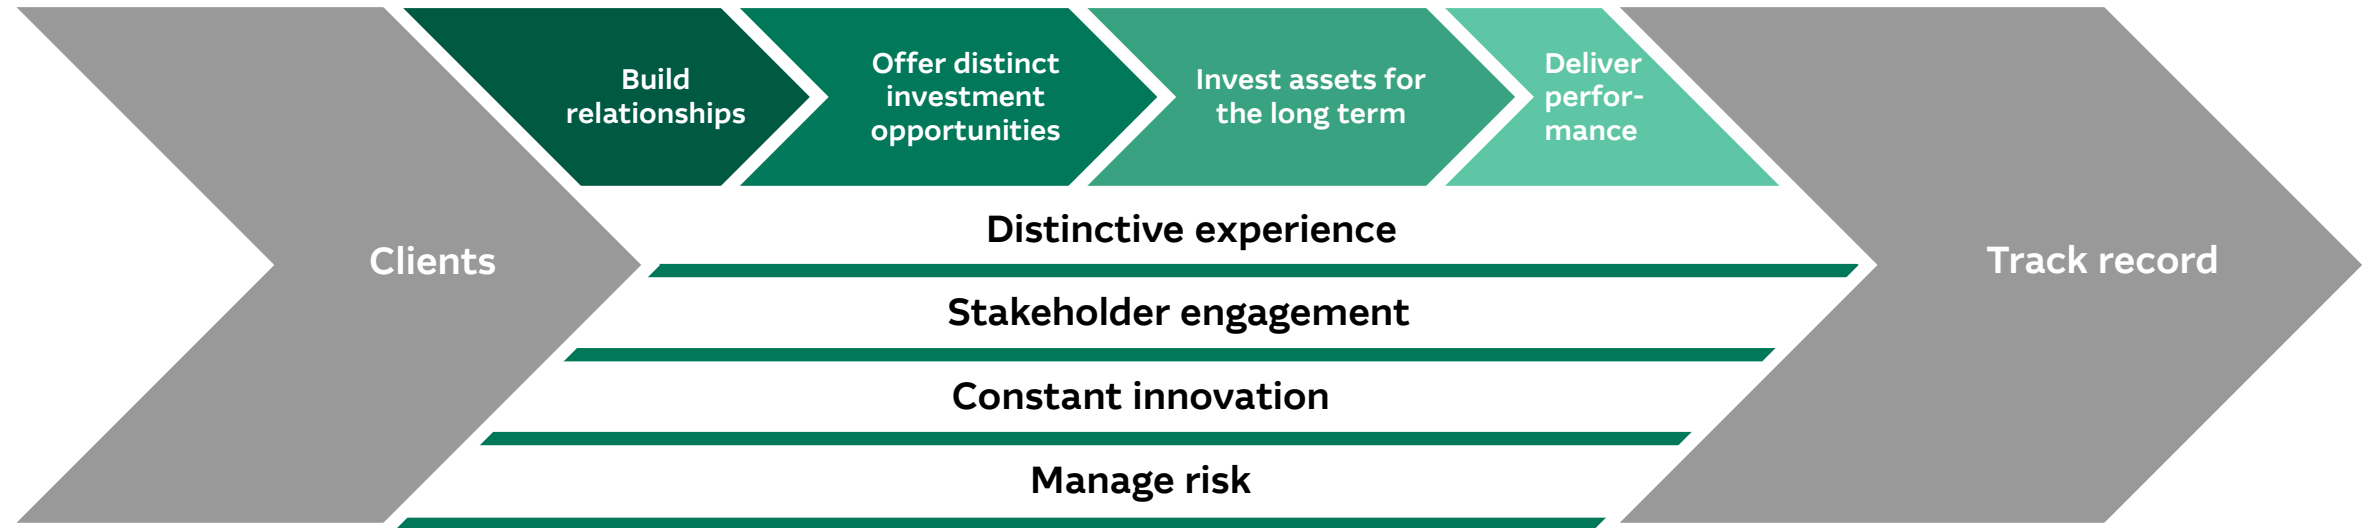 Clients
Build
relationships
Offer distinct
investment
opportunities
Invest assets for
the long term
Deliver
perfor-
mance
Distinctive experience
Stakeholder engagement
Constant innovation
Manage risk
Track record